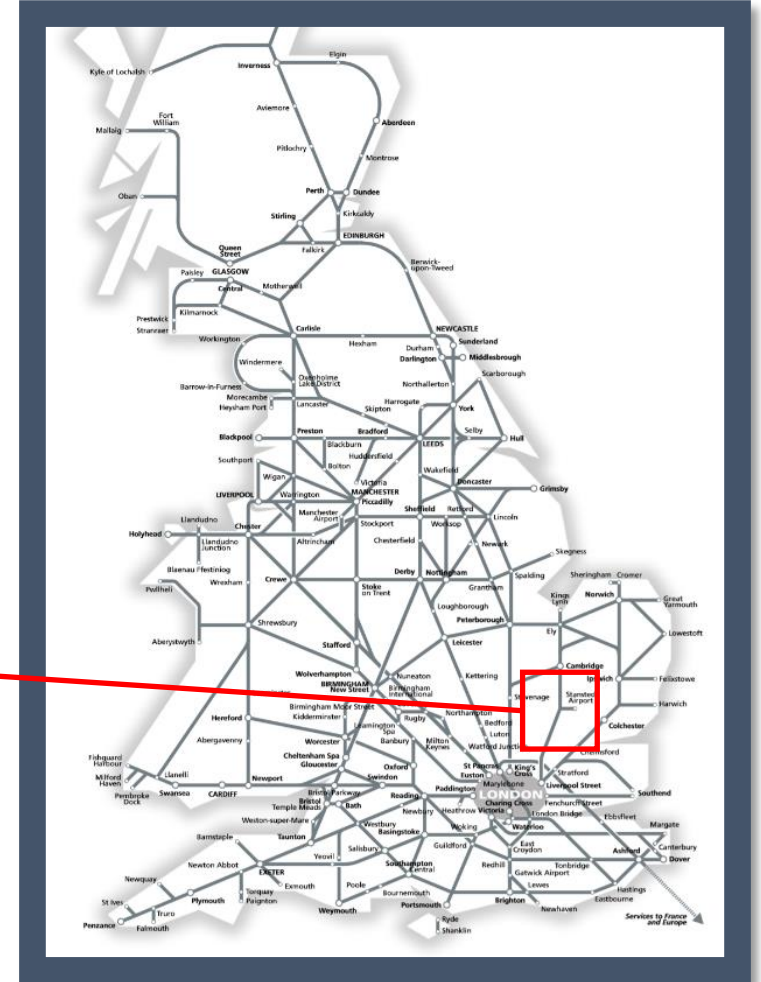 Elgin
Inverness
Kyle of Lochalsh
Aviemore
Fort
William
Mallaig
Aberdeen
Pitlochry
Montrose
Perth
Dundee
Oban
Stirling
Kirkcaldy
EDINBURGH
Queen
Street
Falkirk
Berwick-
upon-Tweed
Paisley
GLASGOW
Central
Motherwell
Kilmarnock
Prestwick
Stranraer
Carlisle
NEWCASTLE
Workington
Hexham
Durham
Sunderland
Darlington
Middlesbrough
Windermere
Scarborough
Oxenholme
Lake District
Barrow-in-Furness
Northallerton
Morecambe
Heysham Port
Lancaster
Harrogate
Skipton
York
Blackpool
Preston
Bradford
Selby
Hull
Blackburn
LEEDS
Huddersfield
Southport
Bolton
Wakefield
Wigan
Victoria
Doncaster
Grimsby
LIVERPOOL
Warrington
MANCHESTER
Piccadilly
Manchester
Airport
Sheffield
Retford
Lincoln
Llandudno
Chester
Stockport
Worksop
Holyhead
Llandudno
Junction
Altrincham
Chesterfield
Newark
Skegness
Blaenau Ffestiniog
Wrexham
Crewe
Stoke
on Trent
Derby
Nottingham
Grantham
Spalding
Sheringham
Cromer
Pwllheli
Kings
Lynn
Norwich
Great
Yarmouth
Loughborough
Peterborough
Shrewsbury
Ely
Lowestoft
Aberystwyth
Stafford
Leicester
Wolverhampton
Nuneaton
Kettering
Cambridge
BIRMINGHAM
New Street
Birmingham
International
Ipswich
Felixstowe
Stevenage
Stansted
Airport
Birmingham Moor Street
Kidderminster
Rugby
Northampton
Harwich
Hereford
Leamington
Spa
Bedford
Colchester
Abergavenny
Worcester
Banbury
Milton
Keynes
Luton
Watford Junction
Chelmsford
Cheltenham Spa
Gloucester
Oxford
St Pancras
King's
Cross
Fishguard
Harbour
Euston
Stratford
Milford
Haven
Llanelli
Newport
Swindon
Marylebone
Liverpool Street
Pembroke
Dock
Swansea
CARDIFF
Bristol Parkway
Reading
Paddington
LONDON
Southend
Bristol
Temple Meads
Bath
Newbury
Heathrow
Victoria
Charing Cross
Fenchurch Street
London Bridge
Ebbsfleet
Weston-super-Mare
Westbury
Basingstoke
Woking
Waterloo
Margate
Barnstaple
Taunton
Salisbury
Guildford
East
Croydon
Canterbury
Yeovil
Ashford
Dover
Newton Abbot
EXETER
Southampton
Central
Redhill
Tonbridge
Gatwick Airport
Newquay
Exmouth
Poole
Lewes
Hastings
Torquay
Paignton
Bournemouth
Eastbourne
St Ives
Plymouth
Weymouth
Portsmouth
Brighton
Newhaven
Truro
Ryde
Services to France
and Europe
Penzance
Falmouth
Shanklin